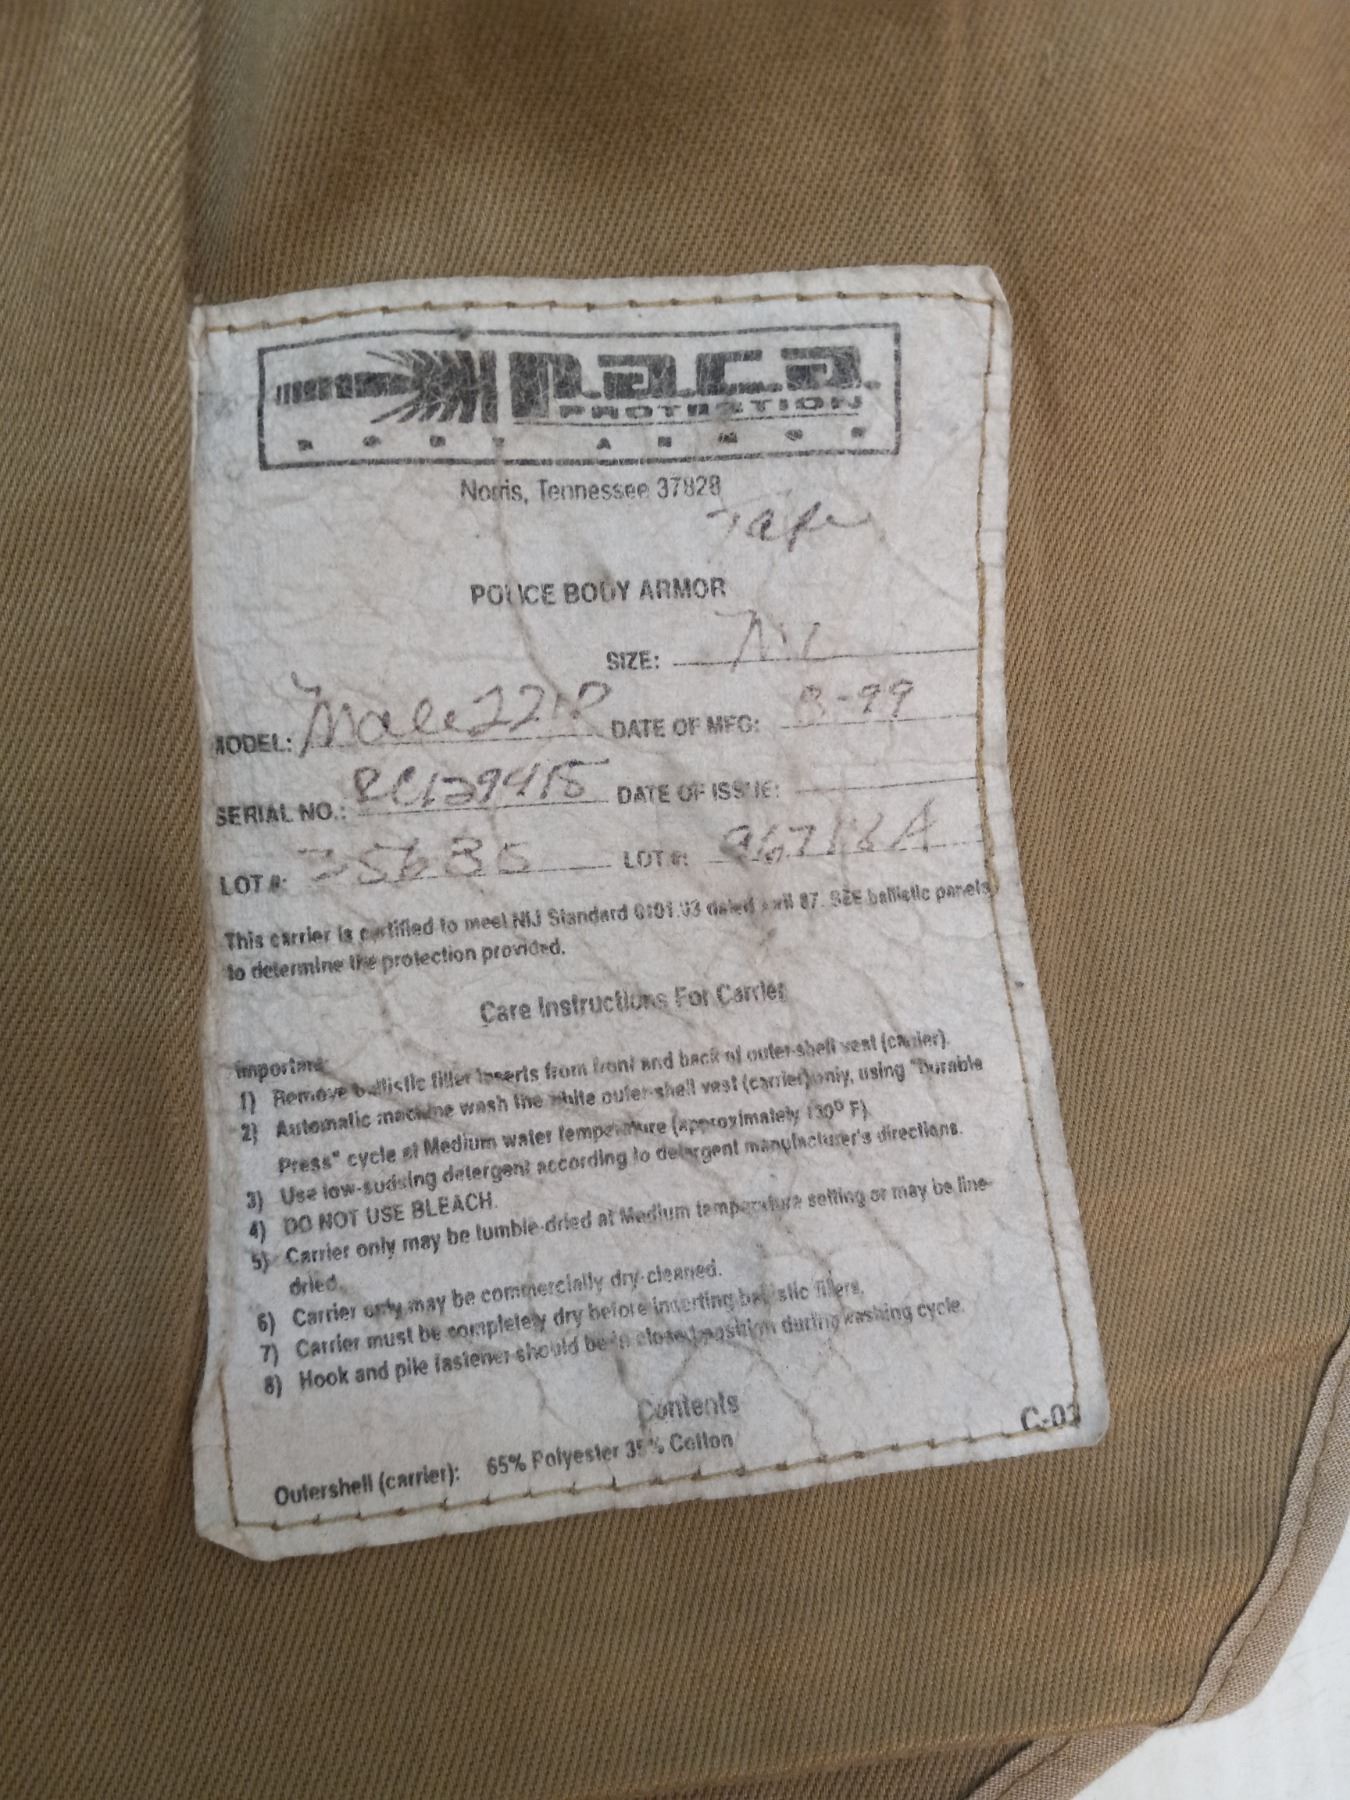 p.a.c.a.
PROTECTION
BODY ARMOR
Norris, Tennessee 37828
POLICE BODY ARMOR
SIZE:
MODEL: Male 22 DATE OF MFG: -99
SERIAL NO.: DATE OF ISSUE:
LOT #: LOT #:
This carrier is certified to meet NIJ Standard 0101.03 dated April 87. SEE ballistic panels
to determine the protection provided.
Care Instructions For Carrier
Important:
1) Remove ballistic filler inserts from front and back of outer-shell vest (carrier).
2) Automatic machine wash the white outer-shell vest (carrier) only, using "Durable
Press" cycle at Medium water temperature (approximately 130º F).
3) Use low-sudsing detergent according to detergent manufacturer's directions.
4) DO NOT USE BLEACH.
5) Carrier only may be tumble-dried at Medium temperature setting or may be line-
dried.
6) Carrier only may be commercially dry-cleaned.
7) Carrier must be completely dry before inserting ballistic fillers.
8) Hook and pile fastener should be in closed position during washing cycle.
Contents
C-03
Outershell (carrier): 65% Polyester 35% Cotton